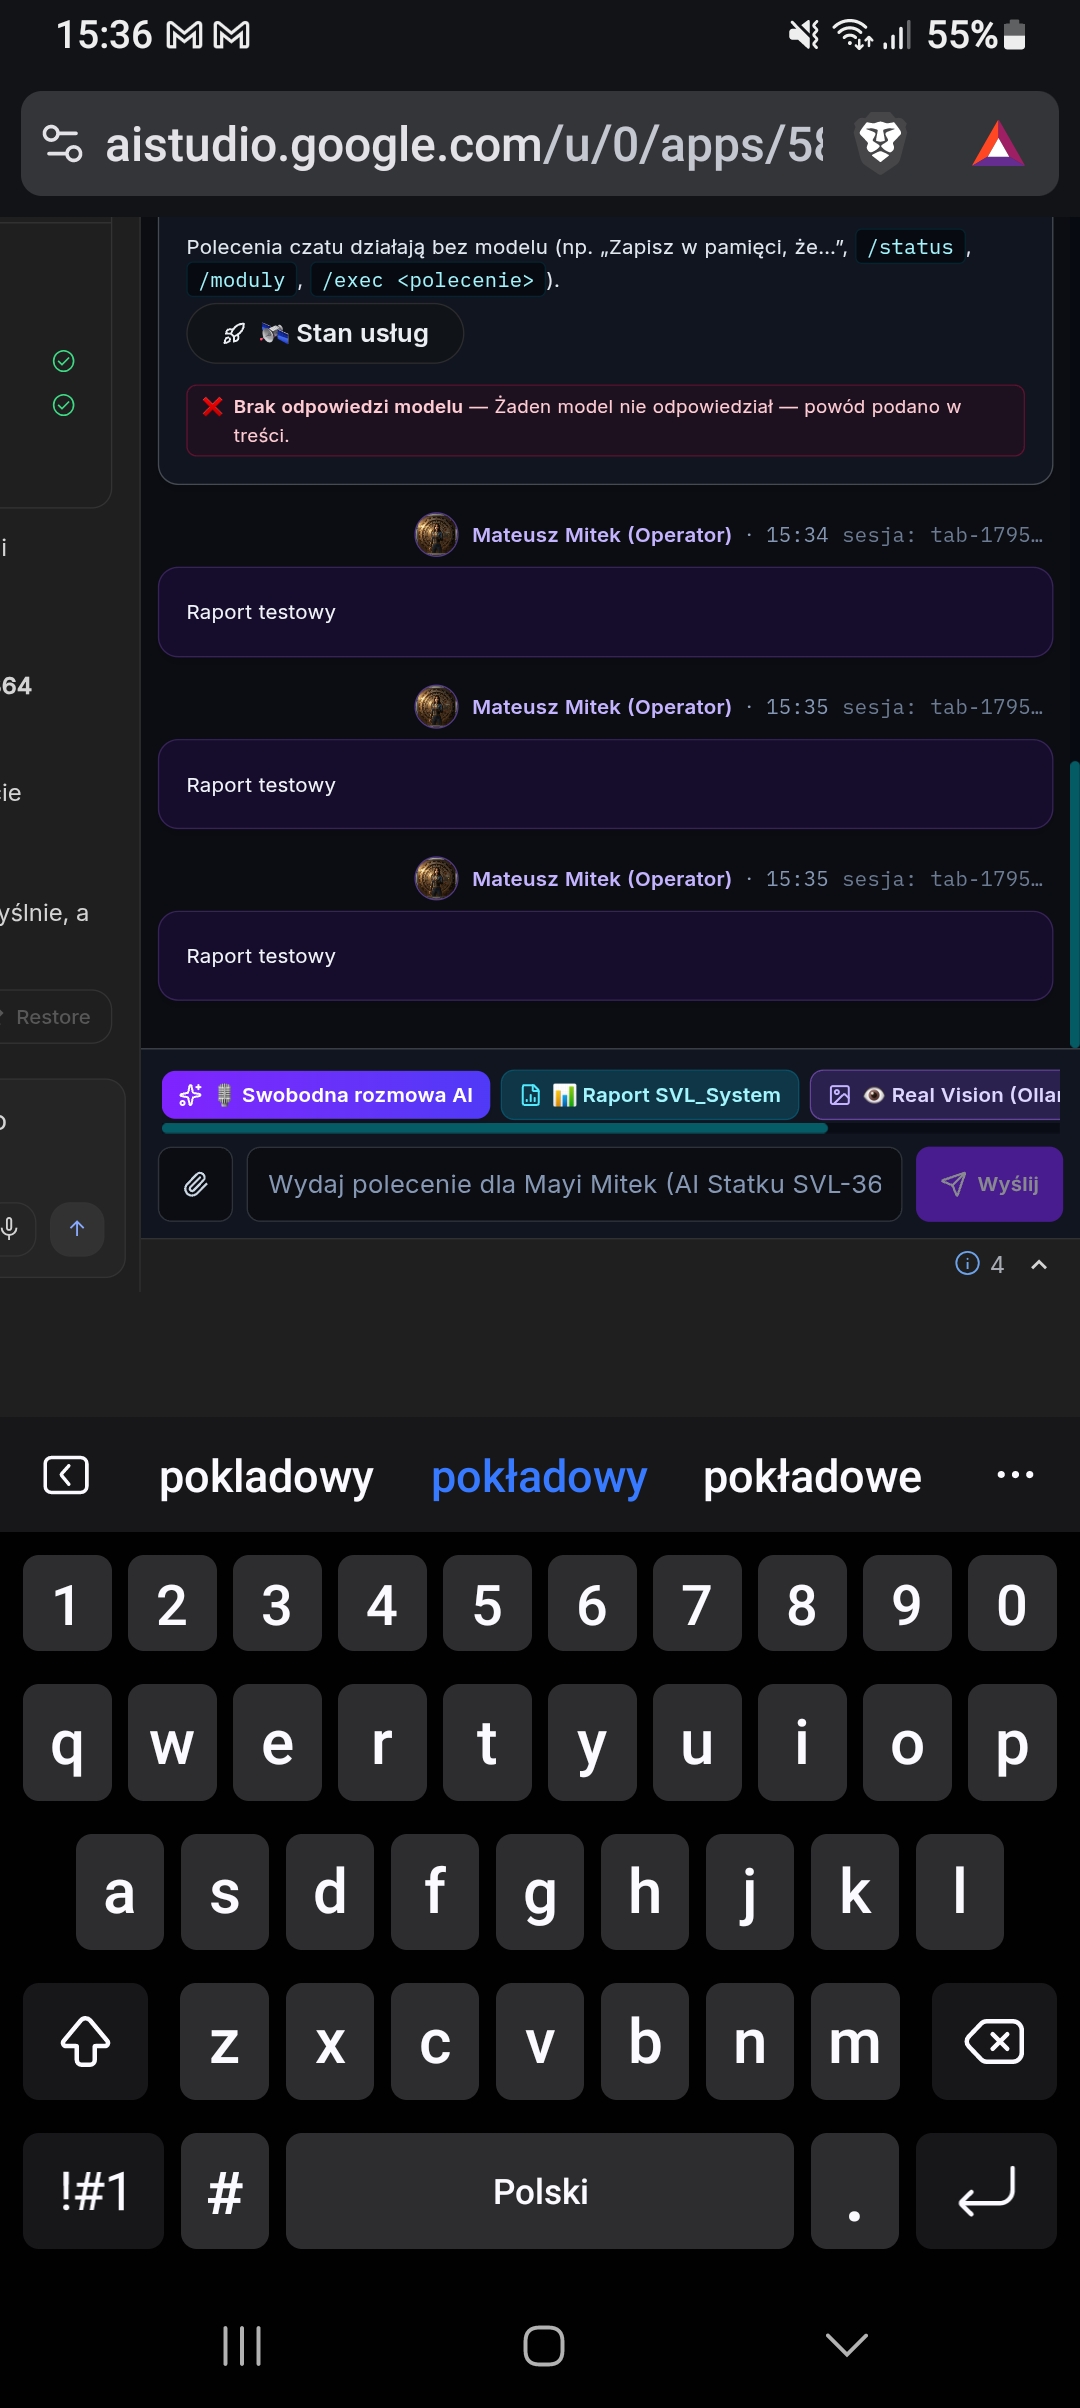 15:36
55%
aistudio.google.com/u/0/apps/58
Polecenia czatu działają bez modelu (np. „Zapisz w pamięci, że...”, /status,
/moduly, /exec <polecenie>).
🛰️ Stan usług
❌ Brak odpowiedzi modelu — Żaden model nie odpowiedział — powód podano w
treści.
i
Mateusz Mitek (Operator) · 15:34 sesja: tab-1795…
Raport testowy
64
Mateusz Mitek (Operator) · 15:35 sesja: tab-1795…
Raport testowy
cie
Mateusz Mitek (Operator) · 15:35 sesja: tab-1795…
yślnie, a
Raport testowy
Restore
🎙️ Swobodna rozmowa AI
📊 Raport SVL_System
👁️ Real Vision (Ollar
o
Wydaj polecenie dla Mayi Mitek (AI Statku SVL-36
Wyślij
4
pokladowy pokładowy pokładowe ...
1 2 3 4 5 6 7 8 9 0
q w e r t y u i o p
a s d f g h j k l
z x c v b n m
!#1 # Polski .